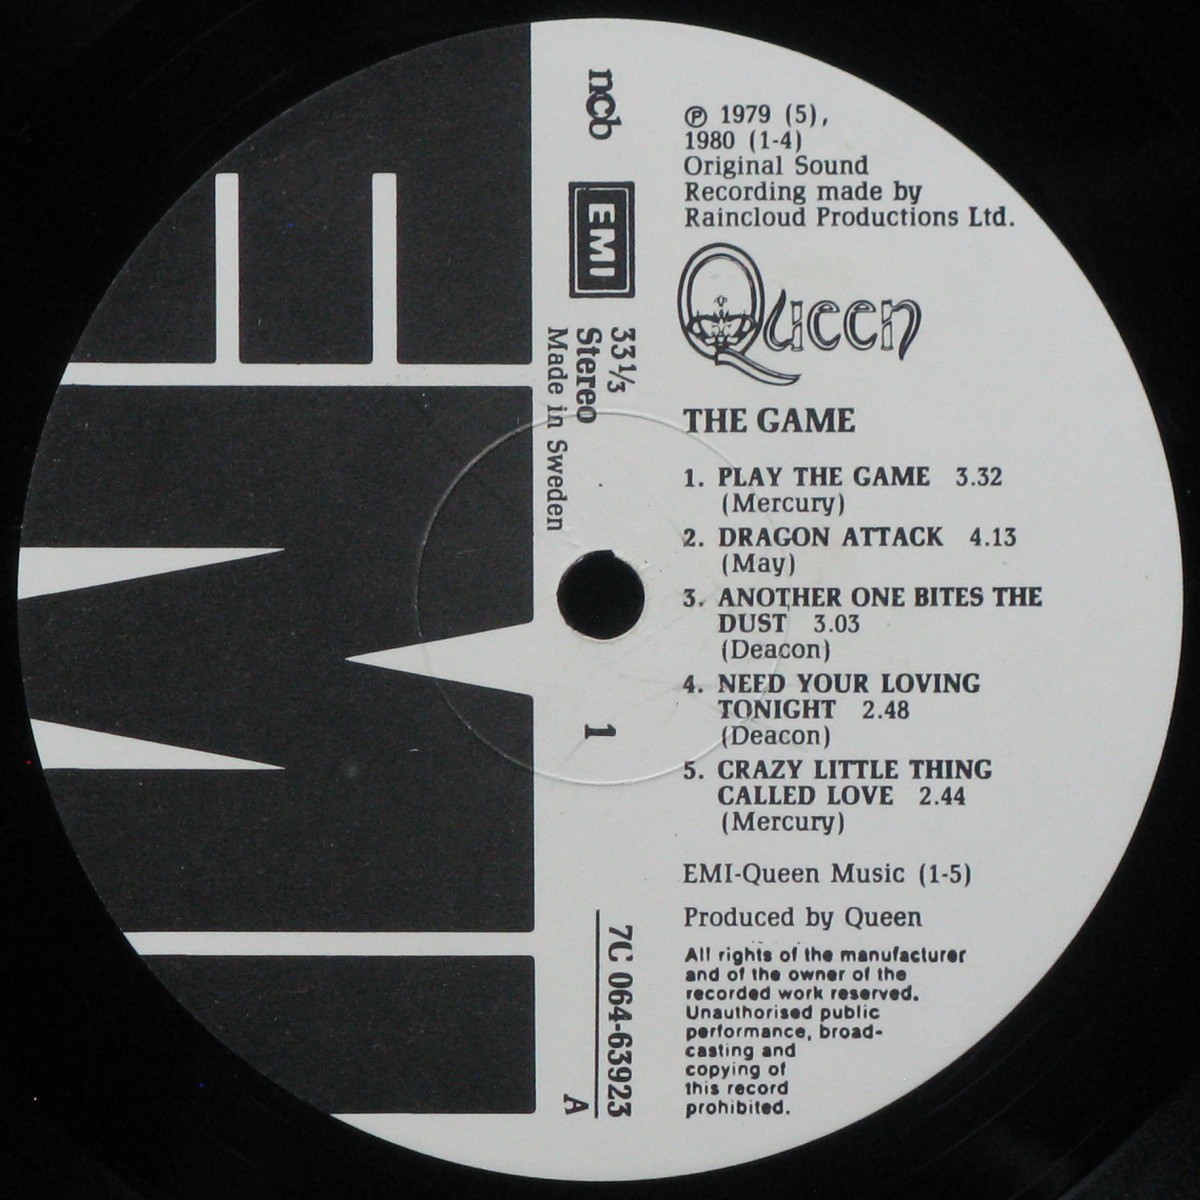 ncb
EMI
33⅓
Stereo
Made in Sweden
1
7C 064-63923
A
℗ 1979 (5),
1980 (1-4)
Original Sound
Recording made by
Raincloud Productions Ltd.
Queen
THE GAME
1. PLAY THE GAME 3.32
(Mercury)
2. DRAGON ATTACK 4.13
(May)
3. ANOTHER ONE BITES THE
DUST 3.03
(Deacon)
4. NEED YOUR LOVING
TONIGHT 2.48
(Deacon)
5. CRAZY LITTLE THING
CALLED LOVE 2.44
(Mercury)
EMI-Queen Music (1-5)
Produced by Queen
All rights of the manufacturer
and of the owner of the
recorded work reserved.
Unauthorised public
performance, broad-
casting and
copying of
this record
prohibited.
EMI